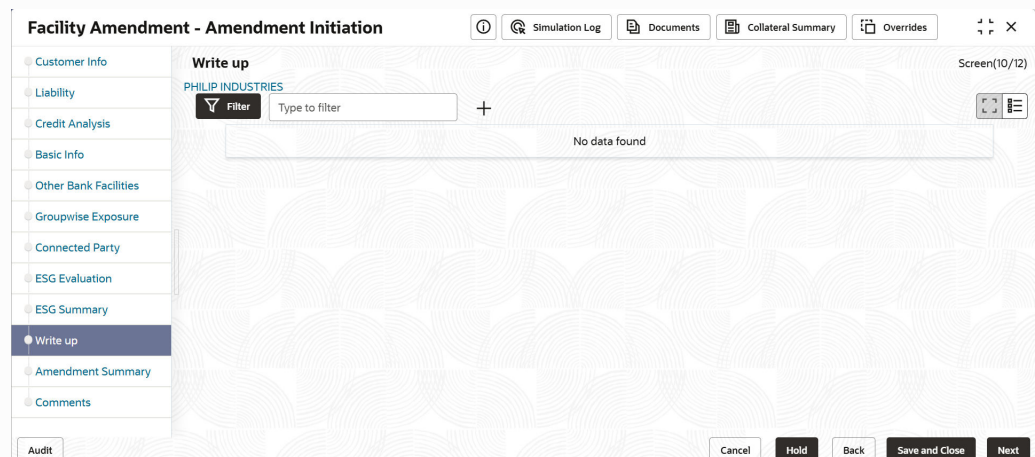 Facility Amendment - Amendment Initiation
Simulation Log
Documents
Collateral Summary
Overrides
Customer Info
Liability
Credit Analysis
Basic Info
Other Bank Facilities
Groupwise Exposure
Connected Party
ESG Evaluation
ESG Summary
Write up
Amendment Summary
Comments
Write up
Screen(10/12)
PHILIP INDUSTRIES
Filter
Type to filter
No data found
Audit
Cancel
Hold
Back
Save and Close
Next